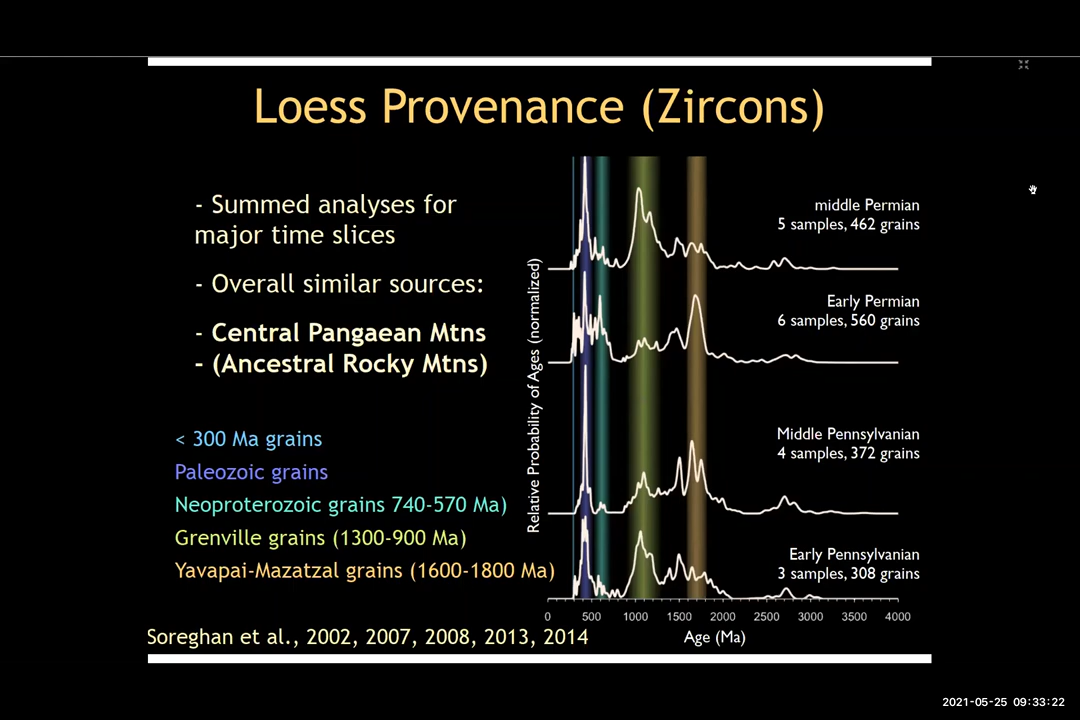 Loess Provenance (Zircons)
- Summed analyses for
major time slices
- Overall similar sources:
- Central Pangaean Mtns
- (Ancestral Rocky Mtns)
< 300 Ma grains
Paleozoic grains
Neoproterozoic grains 740-570 Ma)
Grenville grains (1300-900 Ma)
Yavapai-Mazatzal grains (1600-1800 Ma)
Soreghan et al., 2002, 2007, 2008, 2013, 2014
Relative Probability of Ages (normalized)
middle Permian
5 samples, 462 grains
Early Permian
6 samples, 560 grains
Middle Pennsylvanian
4 samples, 372 grains
Early Pennsylvanian
3 samples, 308 grains
0 500 1000 1500 2000 2500 3000 3500 4000
Age (Ma)
2021-05-25 09:33:22